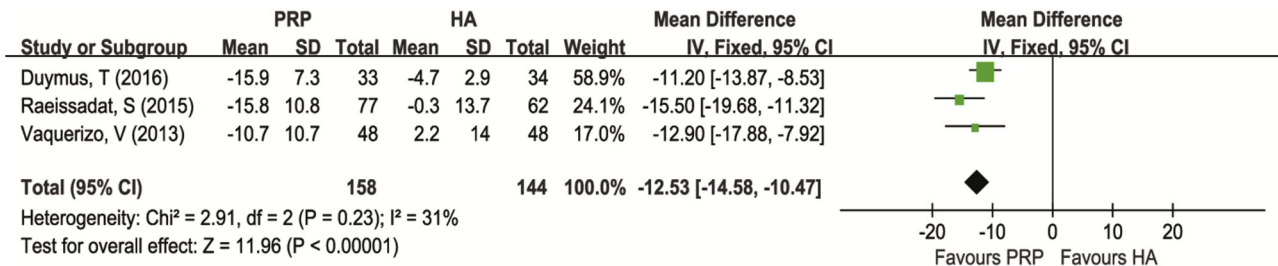 PRP HA Mean Difference Mean Difference
Study or Subgroup Mean SD Total Mean SD Total Weight IV, Fixed, 95% CI IV, Fixed, 95% CI
Duymus, T (2016) -15.9 7.3 33 -4.7 2.9 34 58.9% -11.20 [-13.87, -8.53]
Raeissadat, S (2015) -15.8 10.8 77 -0.3 13.7 62 24.1% -15.50 [-19.68, -11.32]
Vaquerizo, V (2013) -10.7 10.7 48 2.2 14 48 17.0% -12.90 [-17.88, -7.92]
Total (95% CI) 158 144 100.0% -12.53 [-14.58, -10.47]
Heterogeneity: Chi² = 2.91, df = 2 (P = 0.23); I² = 31%
Test for overall effect: Z = 11.96 (P < 0.00001)
-20 -10 0 10 20
Favours PRP Favours HA